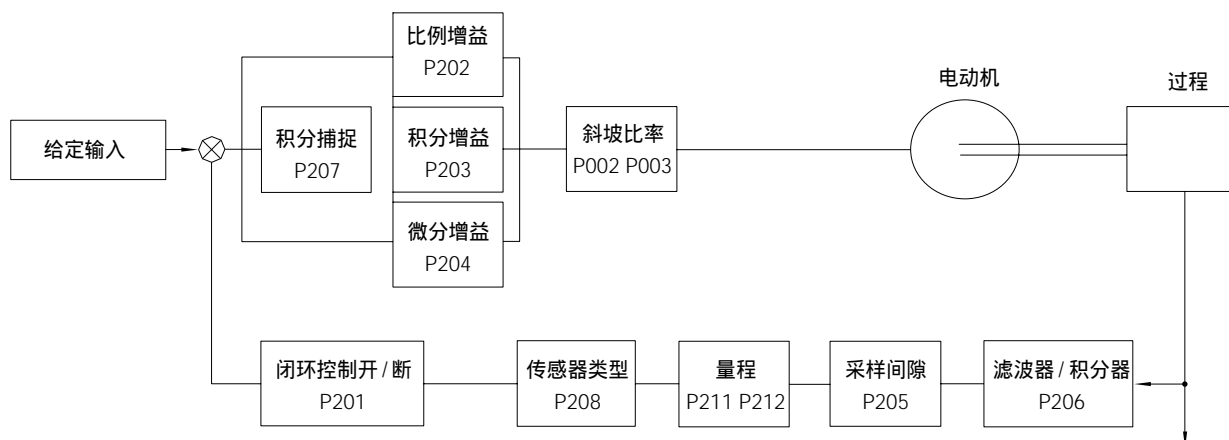 比例增益
P202
电动机
过程
给定输入
积分捕捉
P207
积分增益
P203
斜坡比率
P002 P003
微分增益
P204
闭环控制开/断
P201
传感器类型
P208
量程
P211 P212
采样间隙
P205
滤波器/积分器
P206